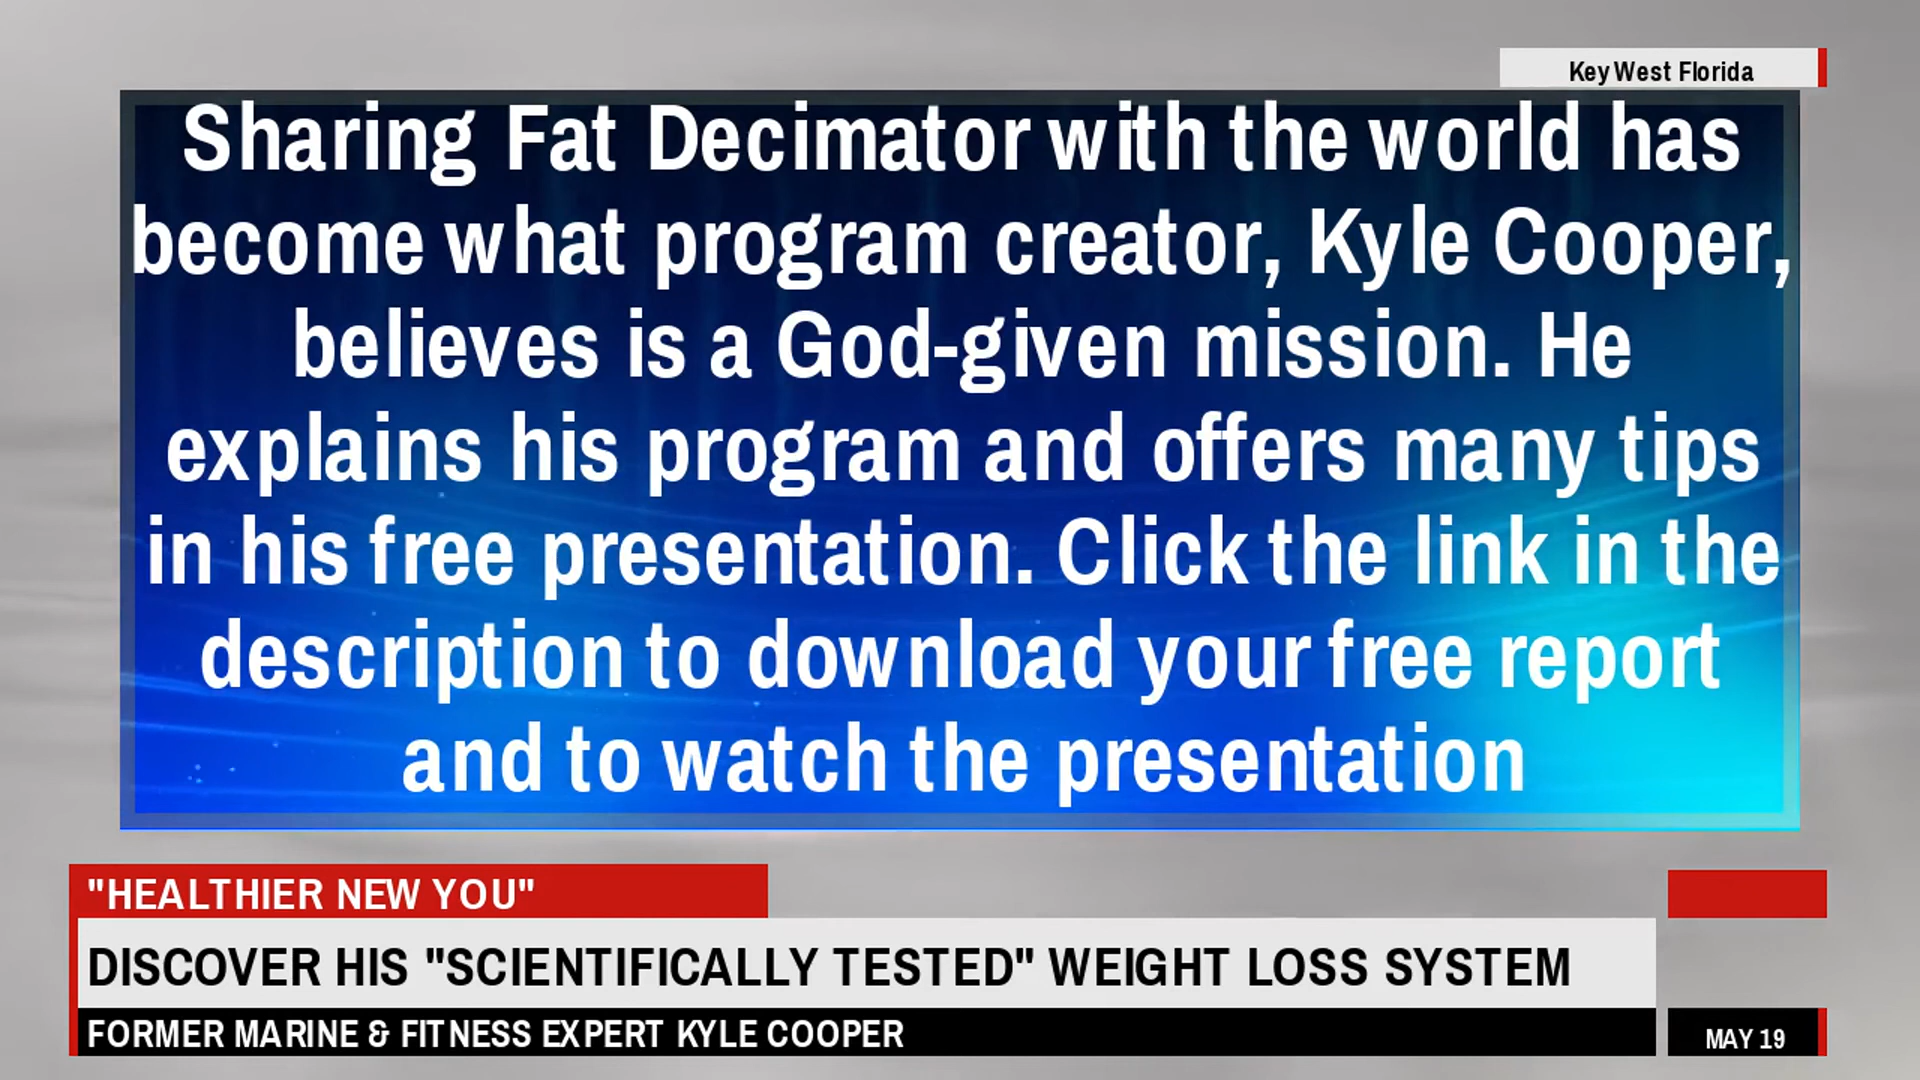 Key West Florida
Sharing Fat Decimator with the world has
become what program creator, Kyle Cooper,
believes is a God-given mission. He
explains his program and offers many tips
in his free presentation. Click the link in the
description to download your free report
and to watch the presentation
"HEALTHIER NEW YOU"
DISCOVER HIS "SCIENTIFICALLY TESTED" WEIGHT LOSS SYSTEM
FORMER MARINE & FITNESS EXPERT KYLE COOPER
MAY 19